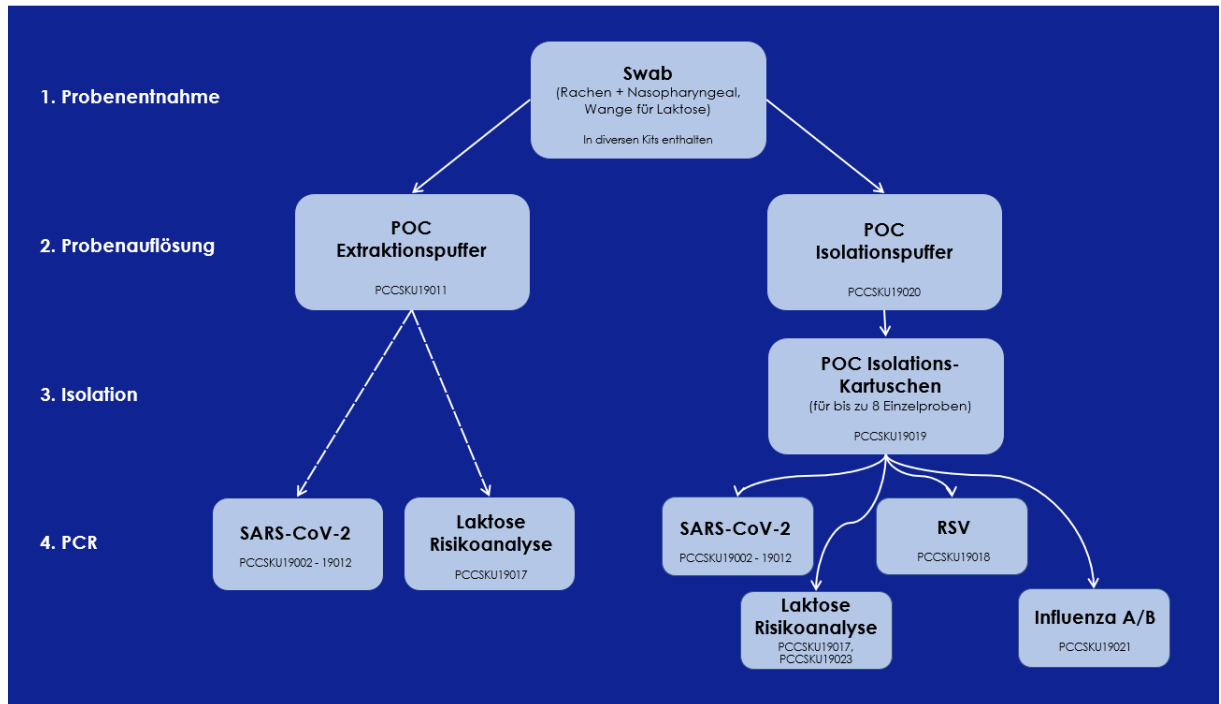 1. Probenentnahme
Swab
(Rachen + Nasopharyngeal,
Wange für Laktose)
In diversen Kits enthalten
2. Probenauflösung
POC
Extraktionspuffer
PCCSKU19011
POC
Isolationspuffer
PCCSKU19020
3. Isolation
POC Isolations-
Kartuschen
(für bis zu 8 Einzelproben)
PCCSKU19019
4. PCR
SARS-CoV-2
PCCSKU19002 - 19012
Laktose
Risikoanalyse
PCCSKU19017
SARS-CoV-2
PCCSKU19002 - 19012
RSV
PCCSKU19018
Laktose
Risikoanalyse
PCCSKU19017,
PCCSKU19023
Influenza A/B
PCCSKU19021